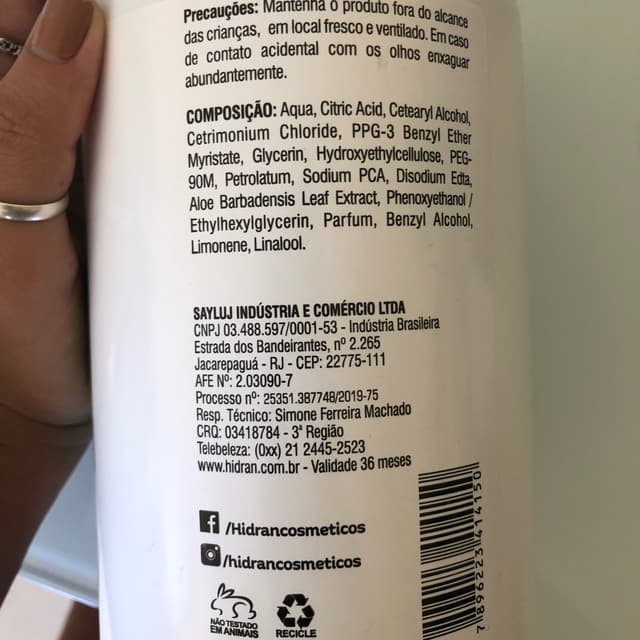 Precauções: Mantenha o produto fora do alcance
das crianças, em local fresco e ventilado. Em caso
de contato acidental com os olhos enxaguar
abundantemente.
COMPOSIÇÃO: Aqua, Citric Acid, Cetearyl Alcohol,
Cetrimonium Chloride, PPG-3 Benzyl Ether
Myristate, Glycerin, Hydroxyethylcellulose, PEG-
90M, Petrolatum, Sodium PCA, Disodium Edta,
Aloe Barbadensis Leaf Extract, Phenoxyethanol /
Ethylhexylglycerin, Parfum, Benzyl Alcohol,
Limonene, Linalool.
SAYLUJ INDÚSTRIA E COMÉRCIO LTDA
CNPJ 03.488.597/0001-53 - Indústria Brasileira
Estrada dos Bandeirantes, nº 2.265
Jacarepaguá - RJ - CEP: 22775-111
AFE Nº: 2.03090-7
Processo nº: 25351.387748/2019-75
Resp. Técnico: Simone Ferreira Machado
CRQ: 03418784 - 3ª Região
Telebeleza: (0xx) 21 2445-2523
www.hidran.com.br - Validade 36 meses
/Hidrancosmeticos
/hidrancosmeticos
NÃO TESTADO
EM ANIMAIS
RECICLE
7 896223 414150